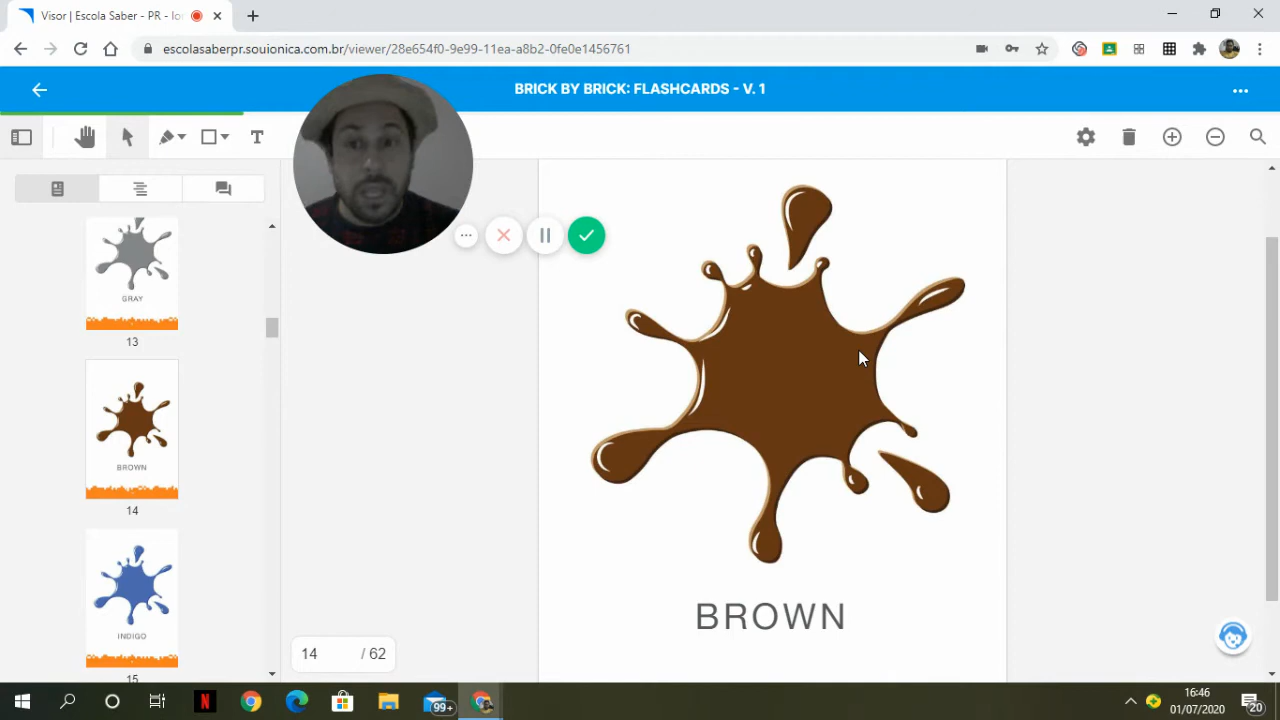 Visor | Escola Saber - PR - Io
escolasaberpr.souionica.com.br/viewer/28e654f0-9e99-11ea-a8b2-0fe0e1456761
BRICK BY BRICK: FLASHCARDS - V. 1
T
GRAY
13
BROWN
14
INDIGO
15
BROWN
14 / 62
N
99+
16:46
01/07/2020
20